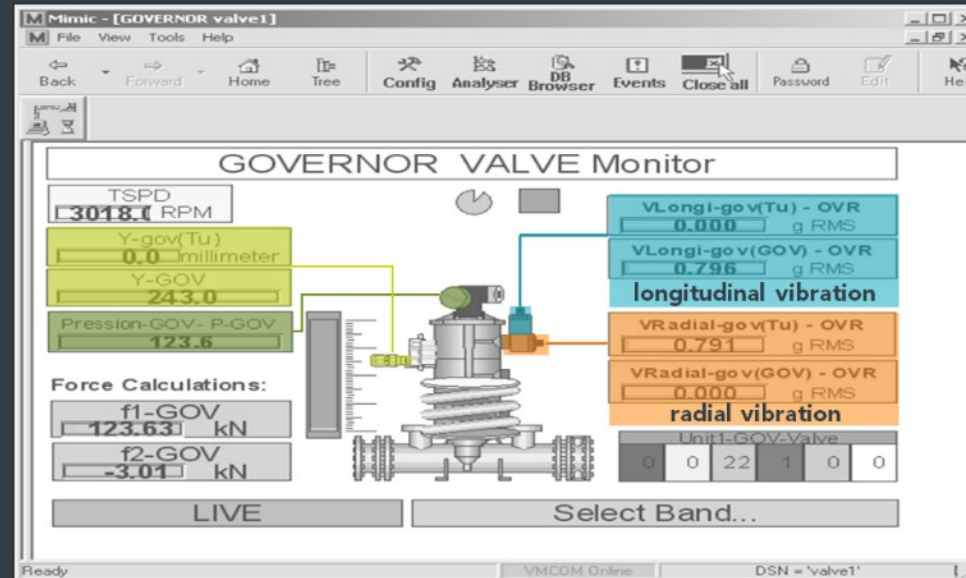 Mimic - [GOVERNOR valve1]
File View Tools Help
Back Forward Home Tree Config Analyser DB Browser Events Close all Password Edit
GOVERNOR VALVE Monitor
TSPD
3018.0 RPM
Y-gov(Tu)
0.0 millimeter
Y-GOV
243.0
Pression-GOV- P-GOV
123.6
Force Calculations:
f1-GOV
123.63 kN
f2-GOV
-3.01 kN
VLongi-gov(Tu) - OVR
0.000 g RMS
VLongi-gov(GOV) - OVR
0.796 g RMS
longitudinal vibration
VRadial-gov(Tu) - OVR
0.791 g RMS
VRadial-gov(GOV) - OVR
0.000 g RMS
radial vibration
Unit1-GOV-Valve
0 0 22 1 0 0
LIVE Select Band...
Ready VMCOM Online DSN = 'valve1'